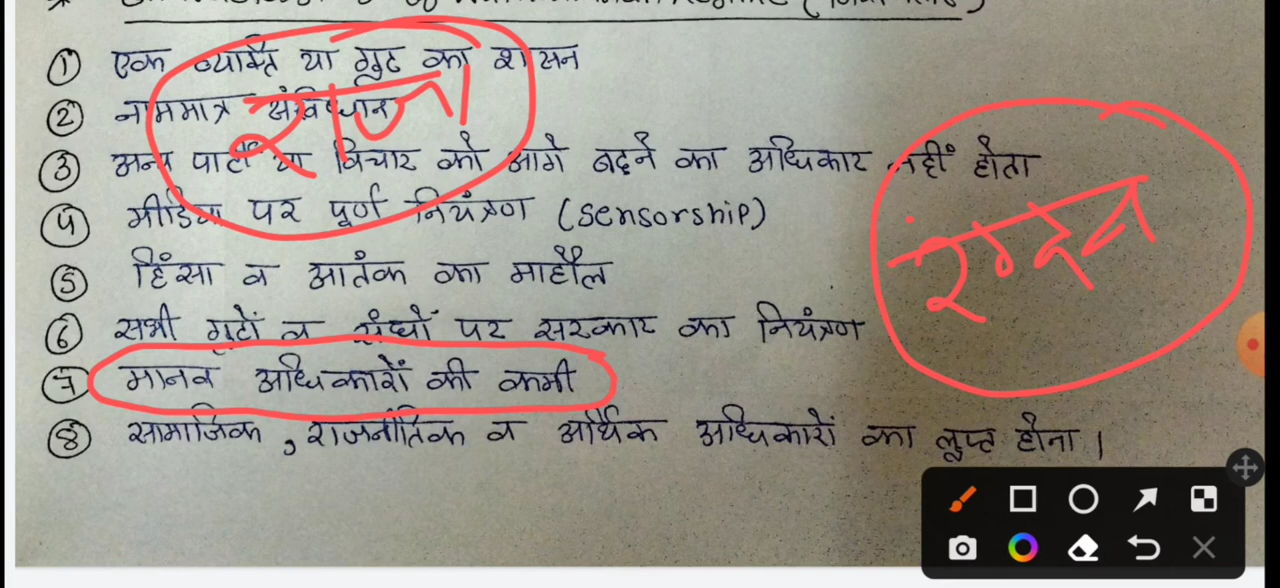 ① एक व्यक्ति या गुट का शासन
② नाममात्र संविधान
राजा
③ अन्य पार्टी या विचार को आगे बढ़ने का अधिकार नहीं होता
④ मीडिया पर पूर्ण नियंत्रण (sensorship)
⑤ हिंसा व आतंक का माहौल
⑥ सभी गुटों व संघों पर सरकार का नियंत्रण
⑦ मानव अधिकारों की कमी
⑧ सामाजिक, राजनीतिक व आर्थिक अधिकारों का लुप्त होना।